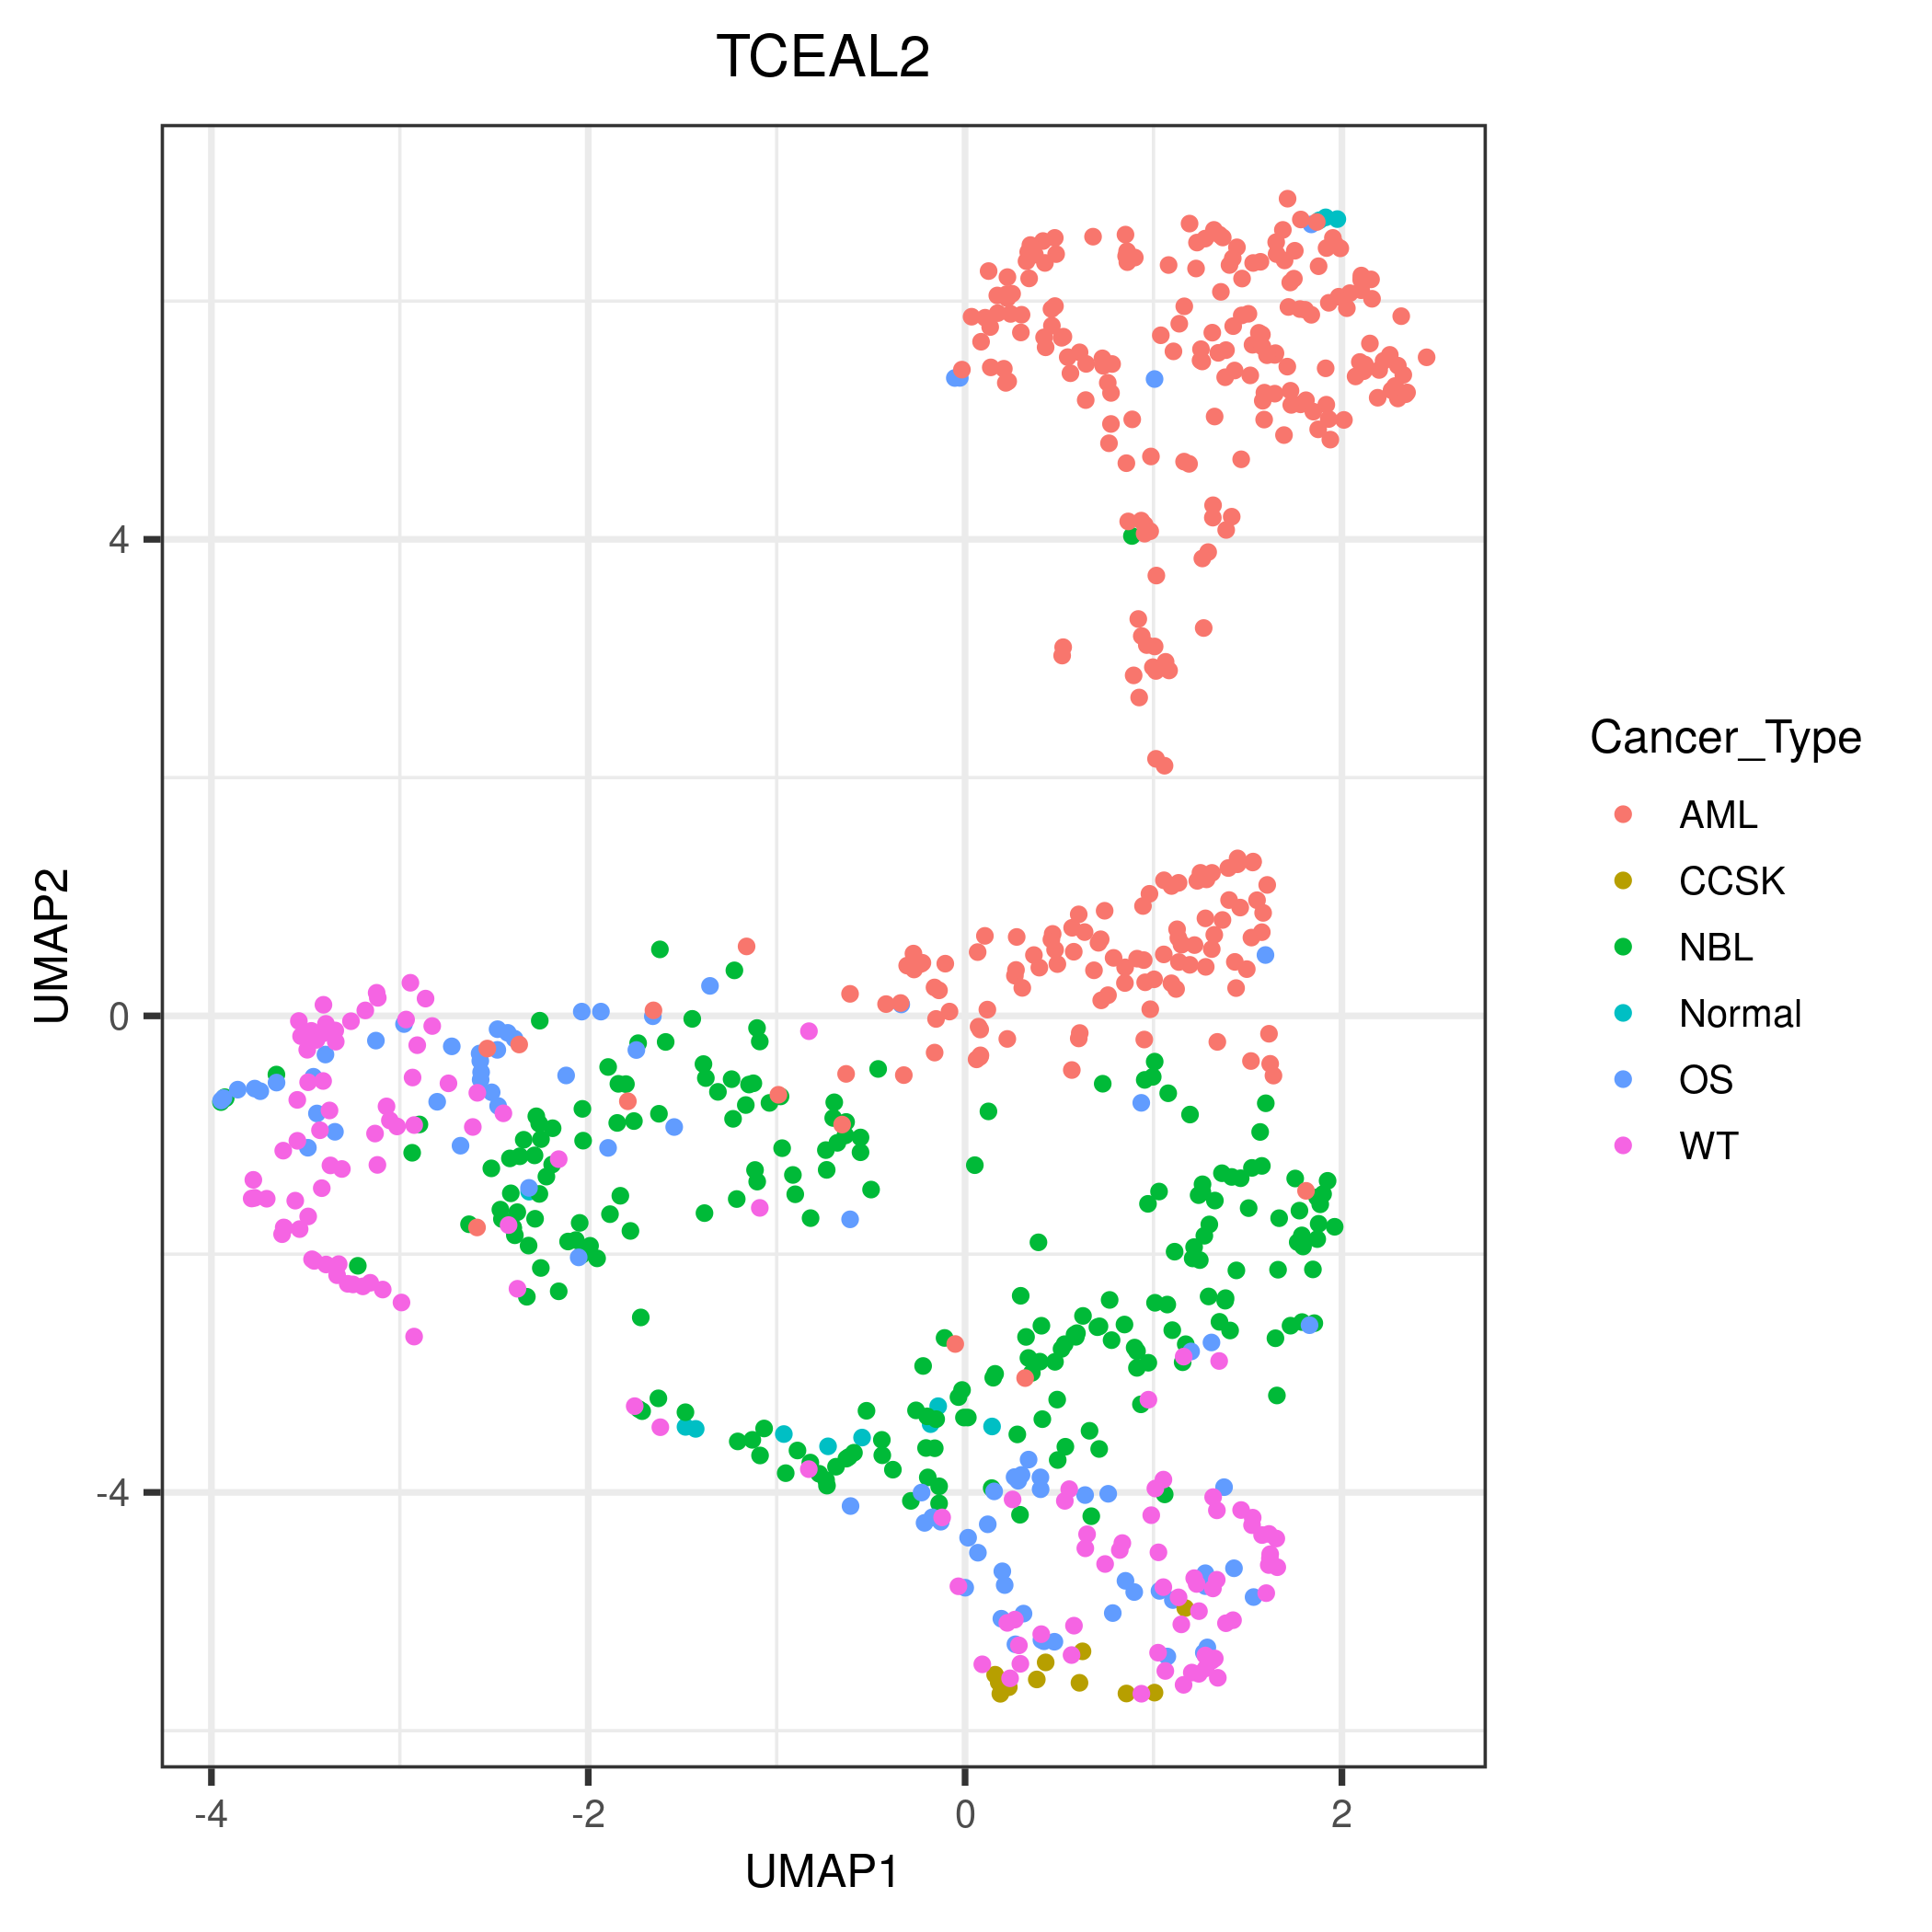 TCEAL2
UMAP2
4
0
-4
-4
-2
0
2
UMAP1
Cancer_Type
AML
CCSK
NBL
Normal
OS
WT